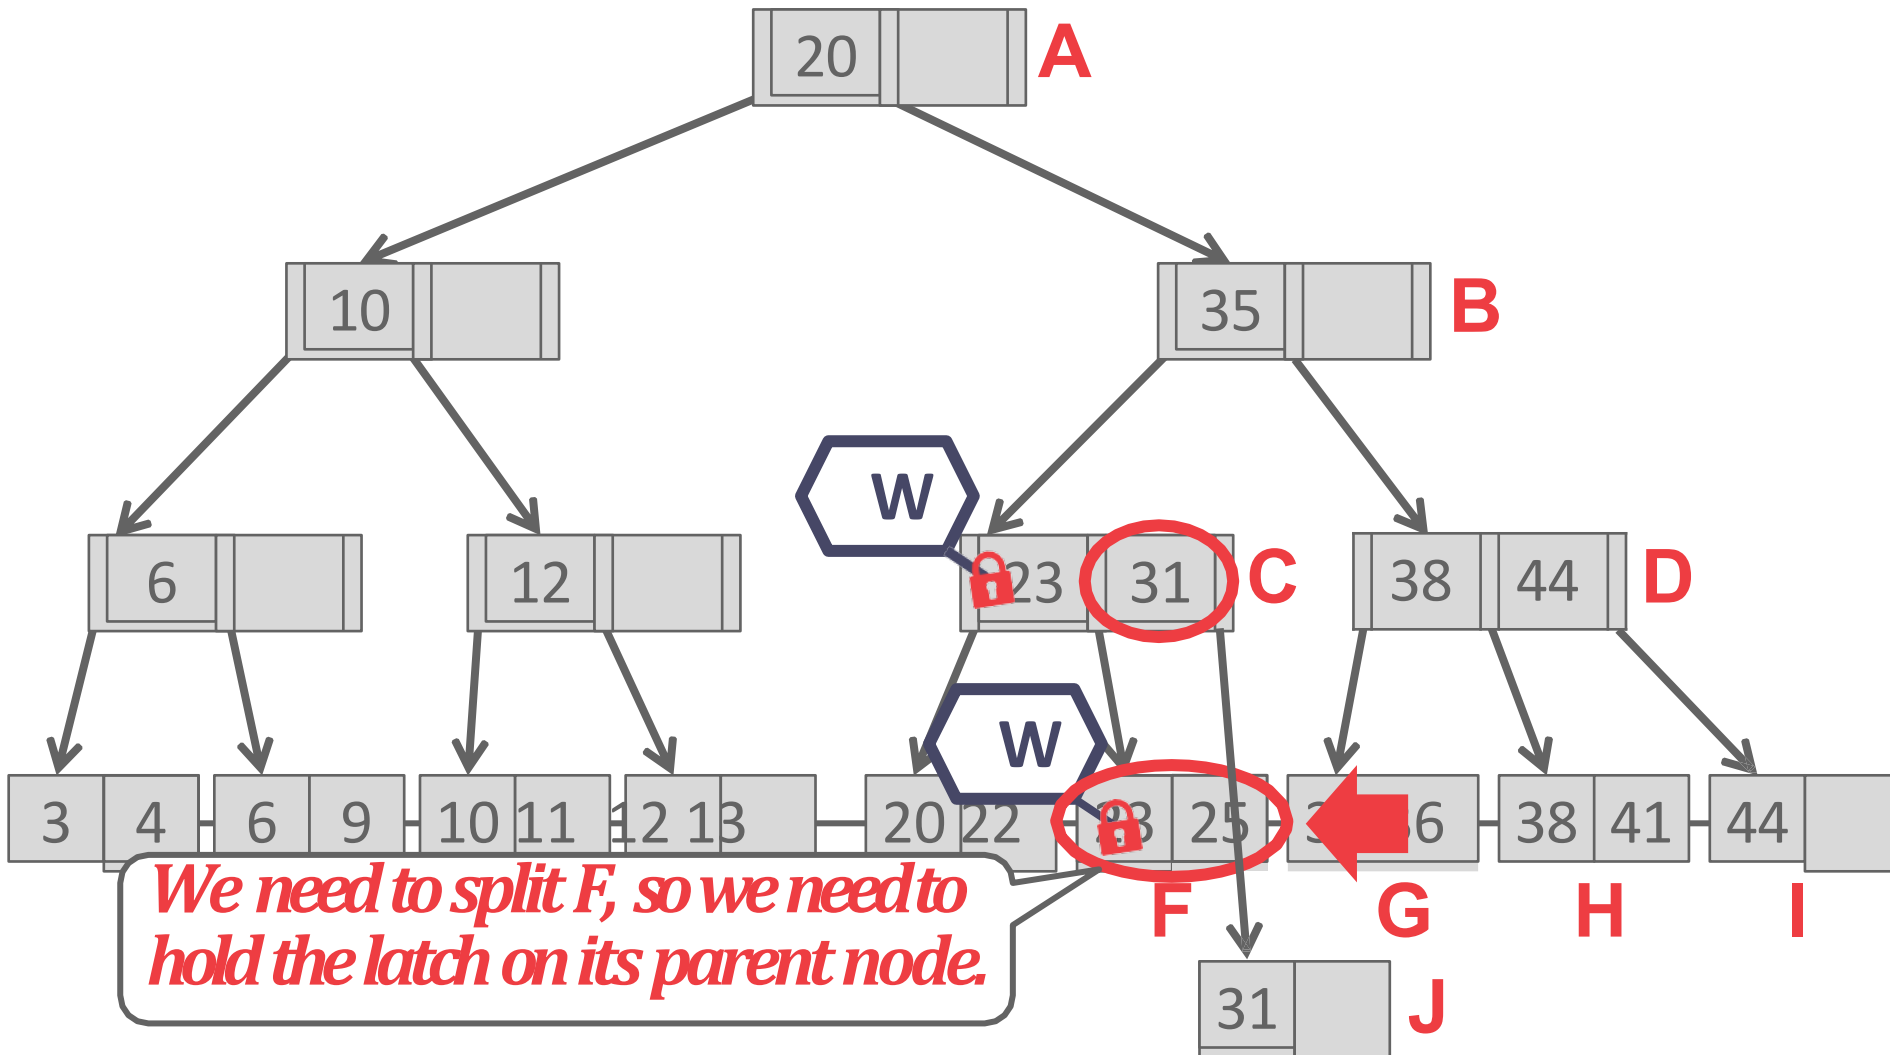 20 A
10 35 B
W
6 12 23 31 C 38 44 D
W
3 4 6 9 10 11 12 13 20 22 23 25 38 41 44
We need to split F, so we need to
hold the latch on its parent node.
F G H I
31 J